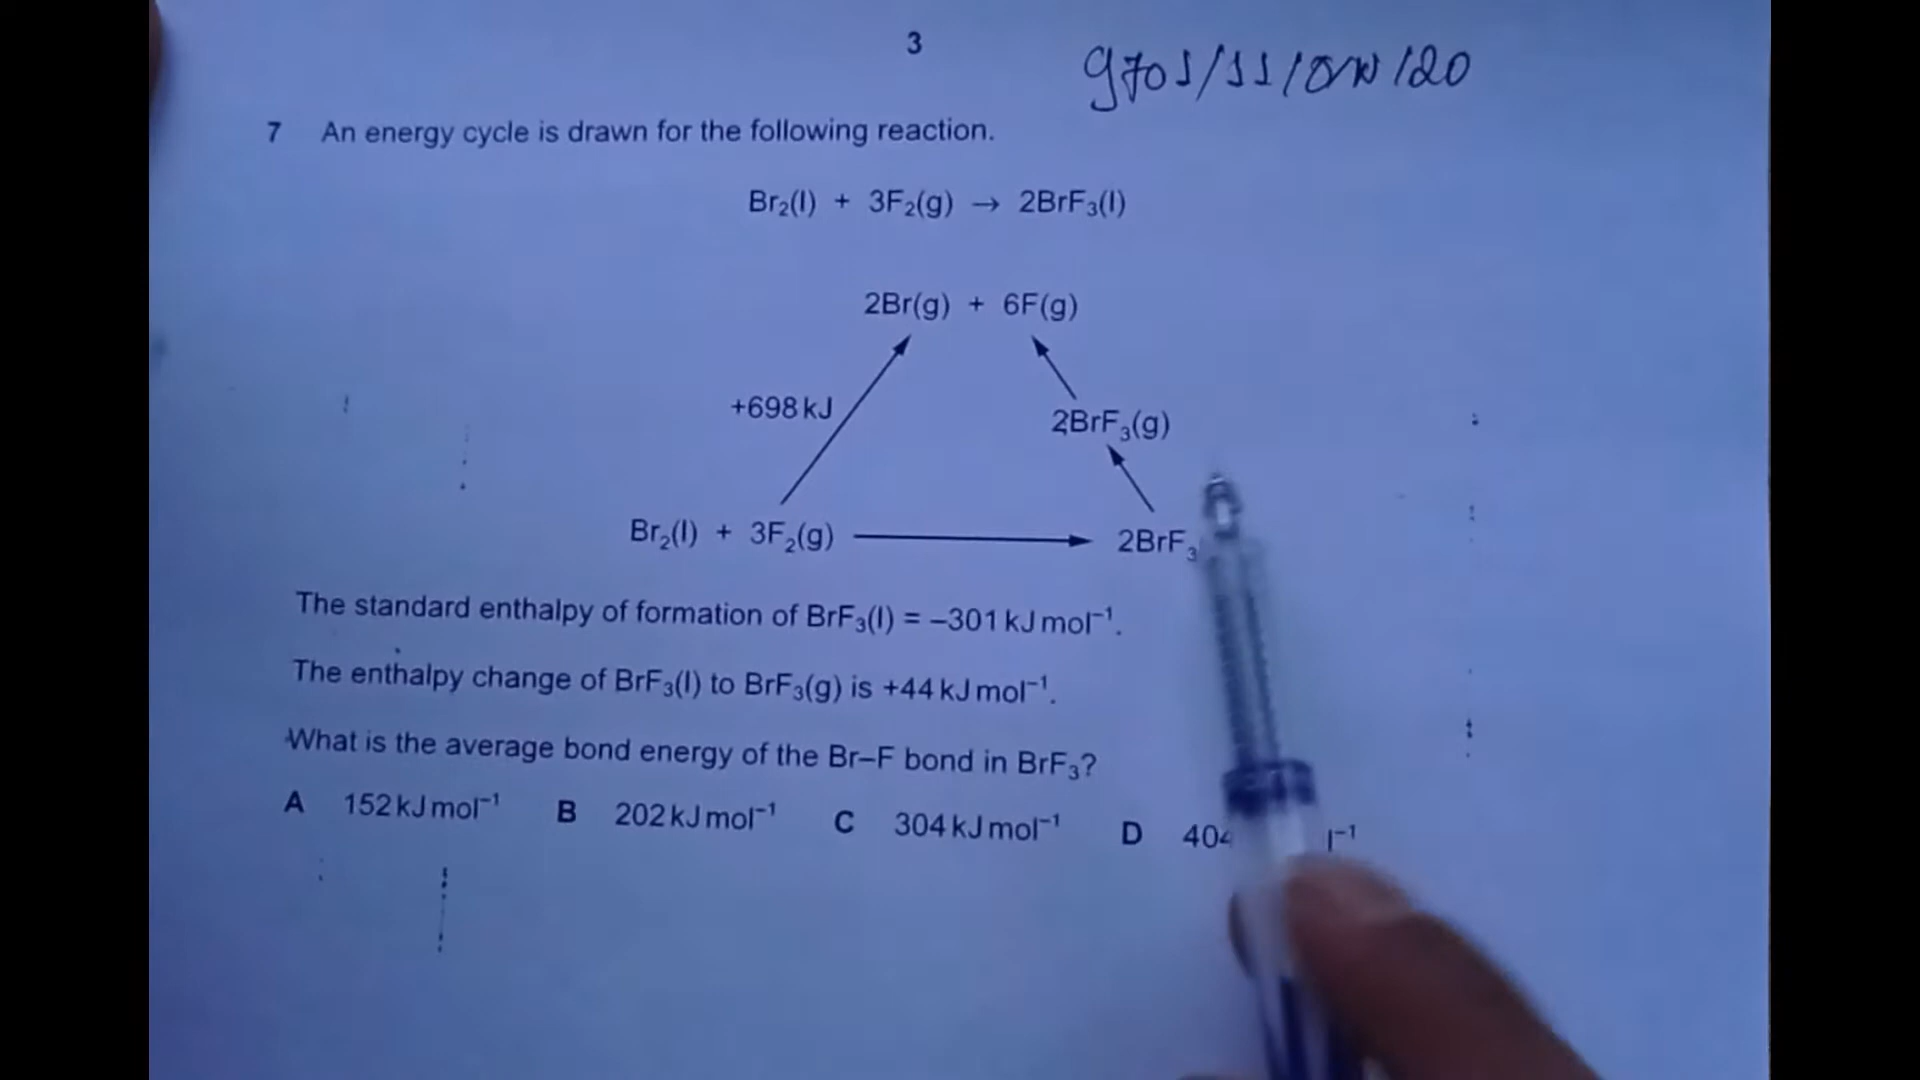 3
9701/11/ON/20
7 An energy cycle is drawn for the following reaction.
Br₂(l) + 3F₂(g) → 2BrF₃(l)
2Br(g) + 6F(g)
+698 kJ
2BrF₃(g)
Br₂(l) + 3F₂(g) 2BrF₃
The standard enthalpy of formation of BrF₃(l) = –301 kJ mol⁻¹.
The enthalpy change of BrF₃(l) to BrF₃(g) is +44 kJ mol⁻¹.
What is the average bond energy of the Br–F bond in BrF₃?
A 152 kJ mol⁻¹ B 202 kJ mol⁻¹ C 304 kJ mol⁻¹ D 404 l⁻¹